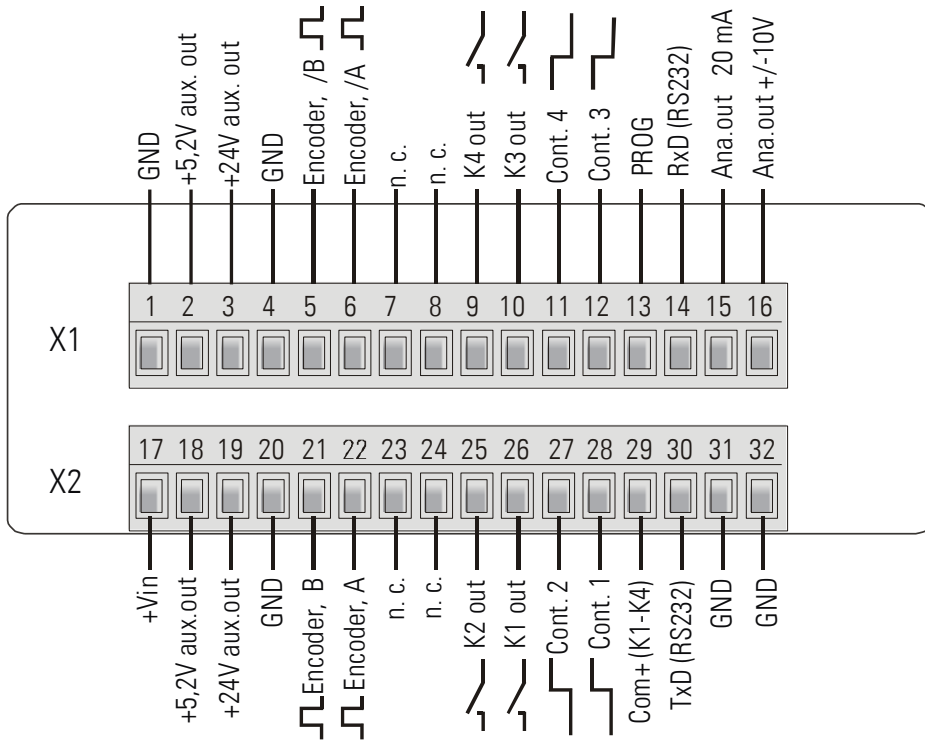 GND
+5,2V aux. out
+24V aux. out
GND
Encoder, /B
Encoder, /A
n. c.
n. c.
K4 out
K3 out
Cont. 4
Cont. 3
PROG
RxD (RS232)
Ana.out 20 mA
Ana.out +/-10V
X1
1 2 3 4 5 6 7 8 9 10 11 12 13 14 15 16
X2
17 18 19 20 21 22 23 24 25 26 27 28 29 30 31 32
+Vin
+5,2V aux.out
+24V aux.out
GND
Encoder, B
Encoder, A
n. c.
n. c.
K2 out
K1 out
Cont. 2
Cont. 1
Com+ (K1-K4)
TxD (RS232)
GND
GND